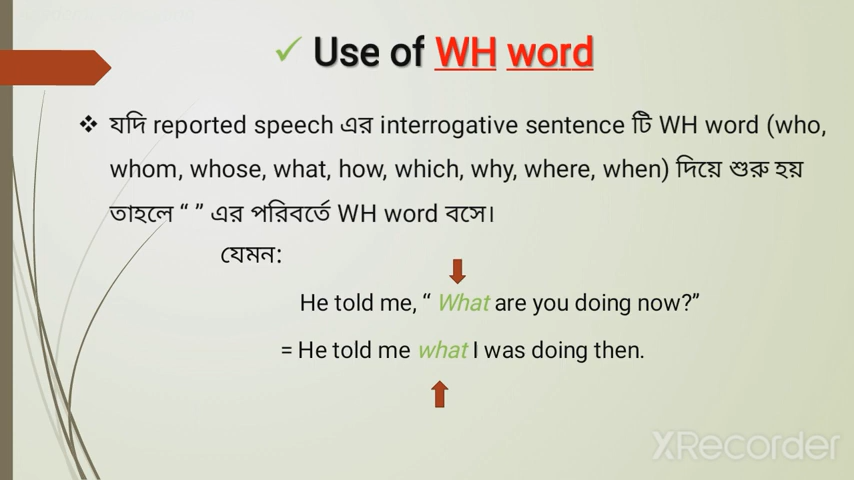 ✓ Use of WH word
❖ যদি reported speech এর interrogative sentence টি WH word (who,
whom, whose, what, how, which, why, where, when) দিয়ে শুরু হয়
তাহলে “ ” এর পরিবর্তে WH word বসে।
যেমন:
He told me, “ What are you doing now?”
= He told me what I was doing then.
XRecorder